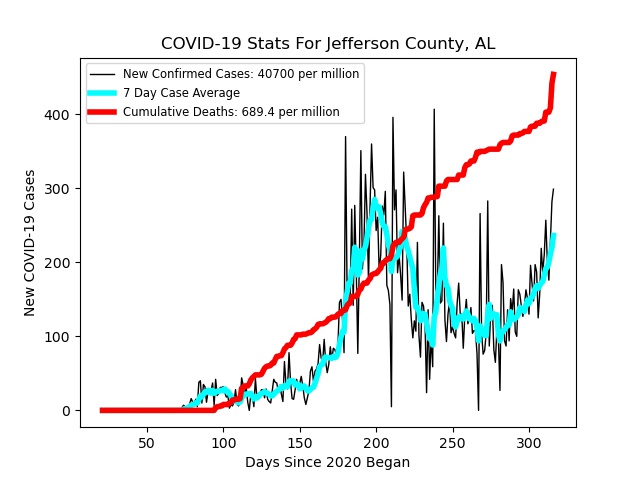 COVID-19 Stats For Jefferson County, AL
New Confirmed Cases: 40700 per million
7 Day Case Average
Cumulative Deaths: 689.4 per million
New COVID-19 Cases
400
300
200
100
0
50 100 150 200 250 300
Days Since 2020 Began